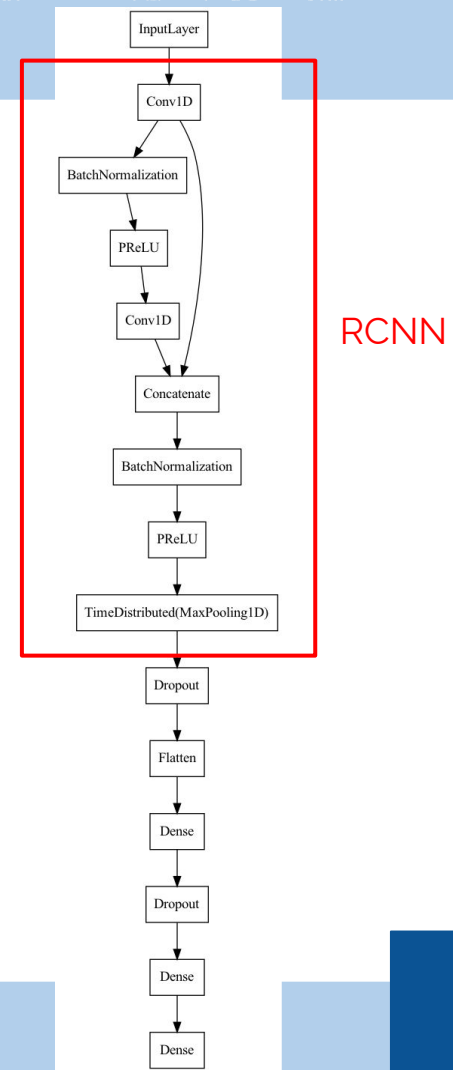 InputLayer
Conv1D
BatchNormalization
PReLU
Conv1D
RCNN
Concatenate
BatchNormalization
PReLU
TimeDistributed(MaxPooling1D)
Dropout
Flatten
Dense
Dropout
Dense
Dense